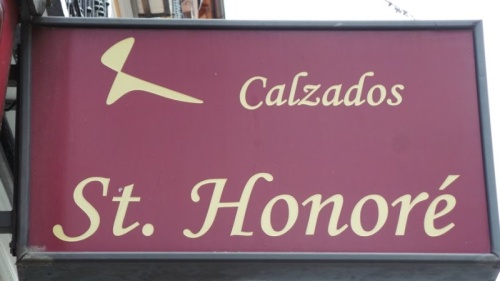 Calzados
St. Honoré